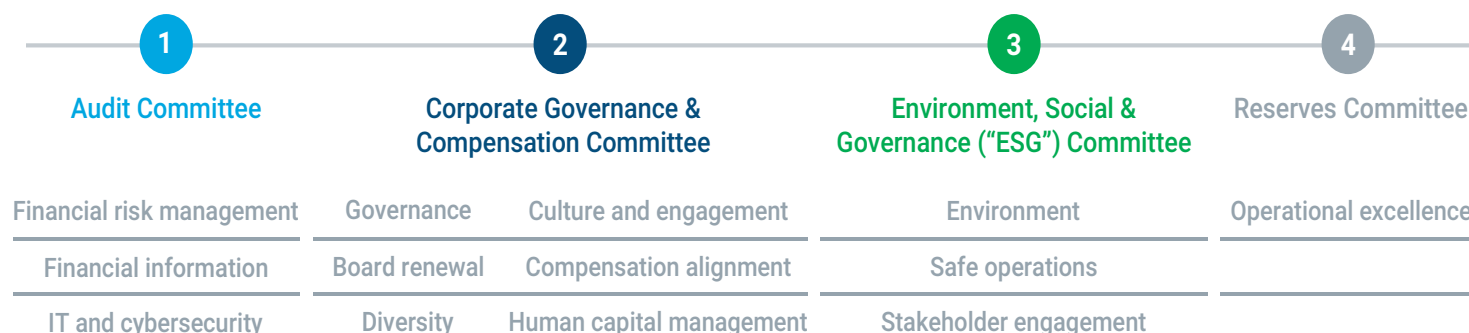 1
2
3
4
Audit Committee
Corporate Governance &
Compensation Committee
Environment, Social &
Governance (“ESG”) Committee
Reserves Committee
Financial risk management
Governance
Culture and engagement
Environment
Operational excellence
Financial information
Board renewal
Compensation alignment
Safe operations
IT and cybersecurity
Diversity
Human capital management
Stakeholder engagement